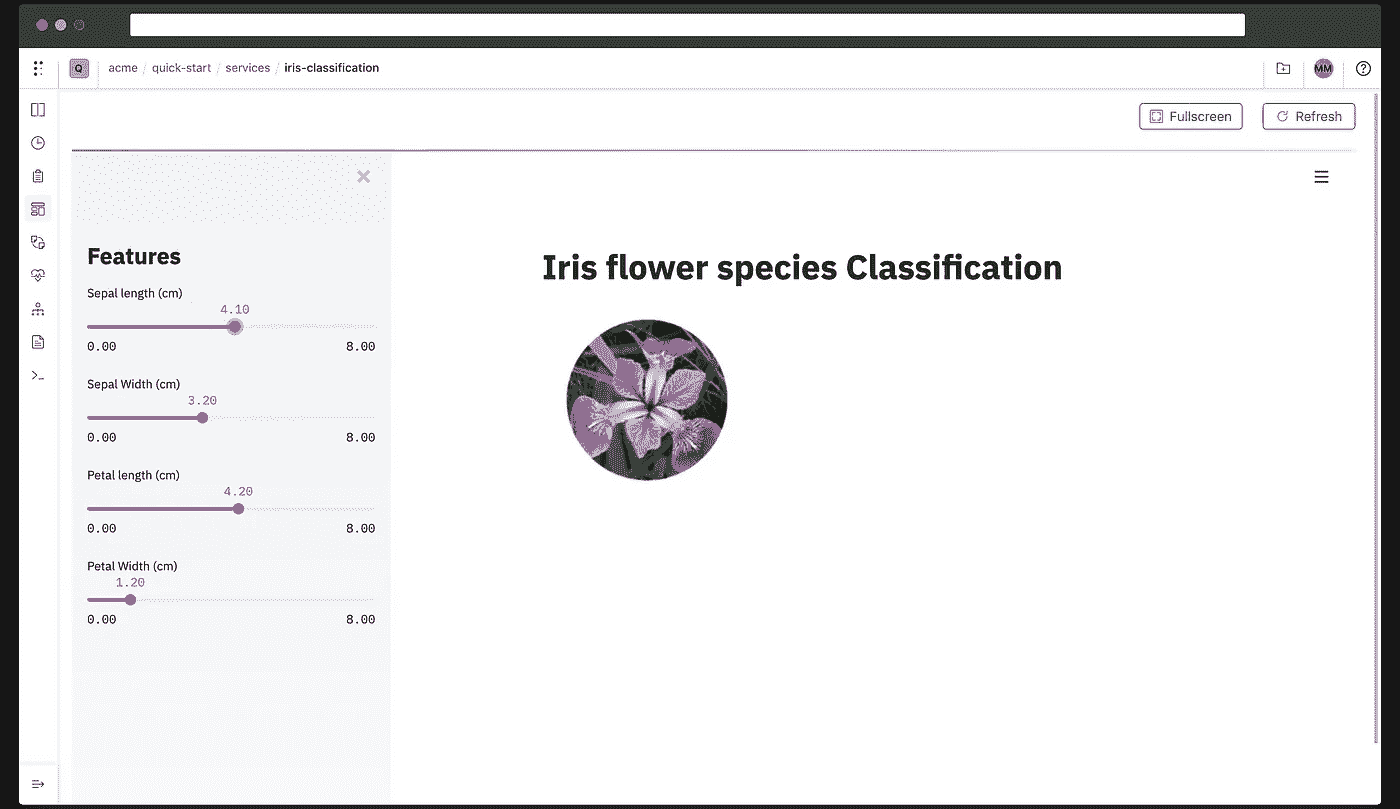 Q acme / quick-start / services / iris-classification MM
Fullscreen Refresh
Features
Sepal length (cm)
4.10
0.00 8.00
Sepal Width (cm)
3.20
0.00 8.00
Petal length (cm)
4.20
0.00 8.00
Petal Width (cm)
1.20
0.00 8.00
Iris flower species Classification